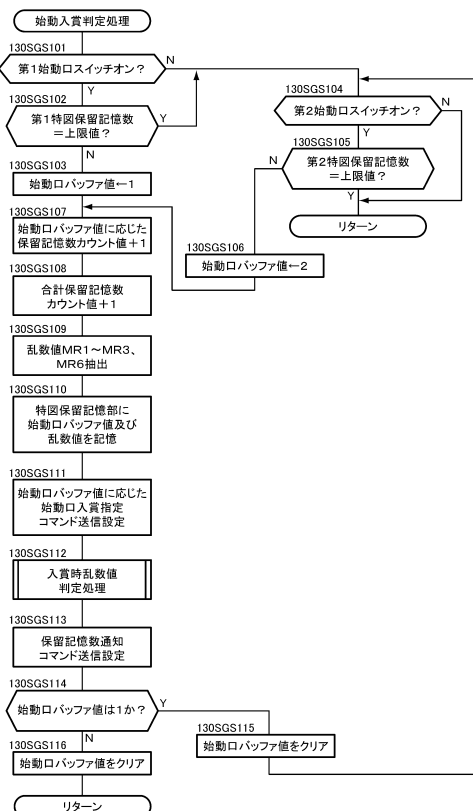 始動入賞判定処理
130SGS101
第1始動口スイッチオン?
N
Y
130SGS102
第1特図保留記憶数
=上限値?
Y
N
130SGS103
始動口バッファ値←1
130SGS104
第2始動口スイッチオン?
N
Y
130SGS105
第2特図保留記憶数
=上限値?
N
Y
リターン
130SGS106
始動口バッファ値←2
130SGS107
始動口バッファ値に応じた
保留記憶数カウント値+1
130SGS108
合計保留記憶数
カウント値+1
130SGS109
乱数値MR1~MR3、
MR6抽出
130SGS110
特図保留記憶部に
始動口バッファ値及び
乱数値を記憶
130SGS111
始動口バッファ値に応じた
始動口入賞指定
コマンド送信設定
130SGS112
入賞時乱数値
判定処理
130SGS113
保留記憶数通知
コマンド送信設定
130SGS114
始動口バッファ値は1か?
Y
N
130SGS115
始動口バッファ値をクリア
130SGS116
始動口バッファ値をクリア
リターン